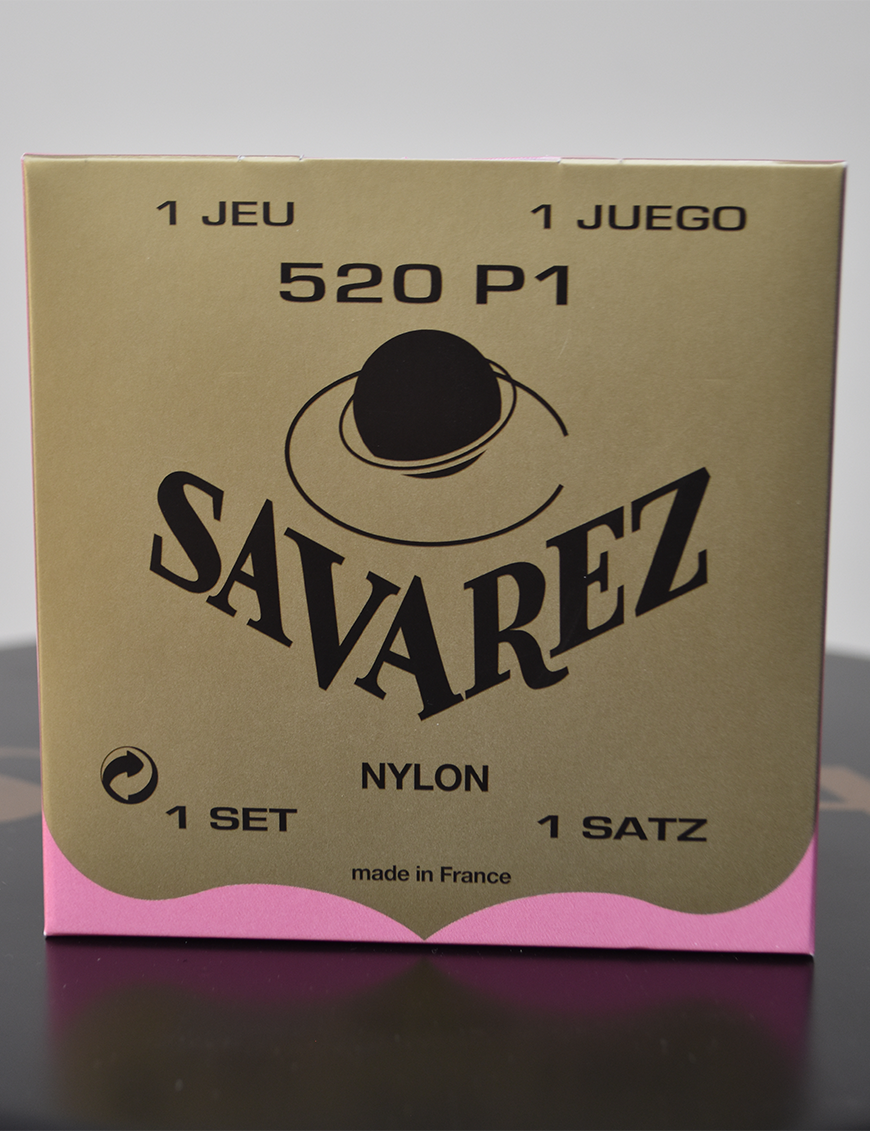 1 JEU
1 JUEGO
520 P1
SAVAREZ
NYLON
1 SET
1 SATZ
made in France